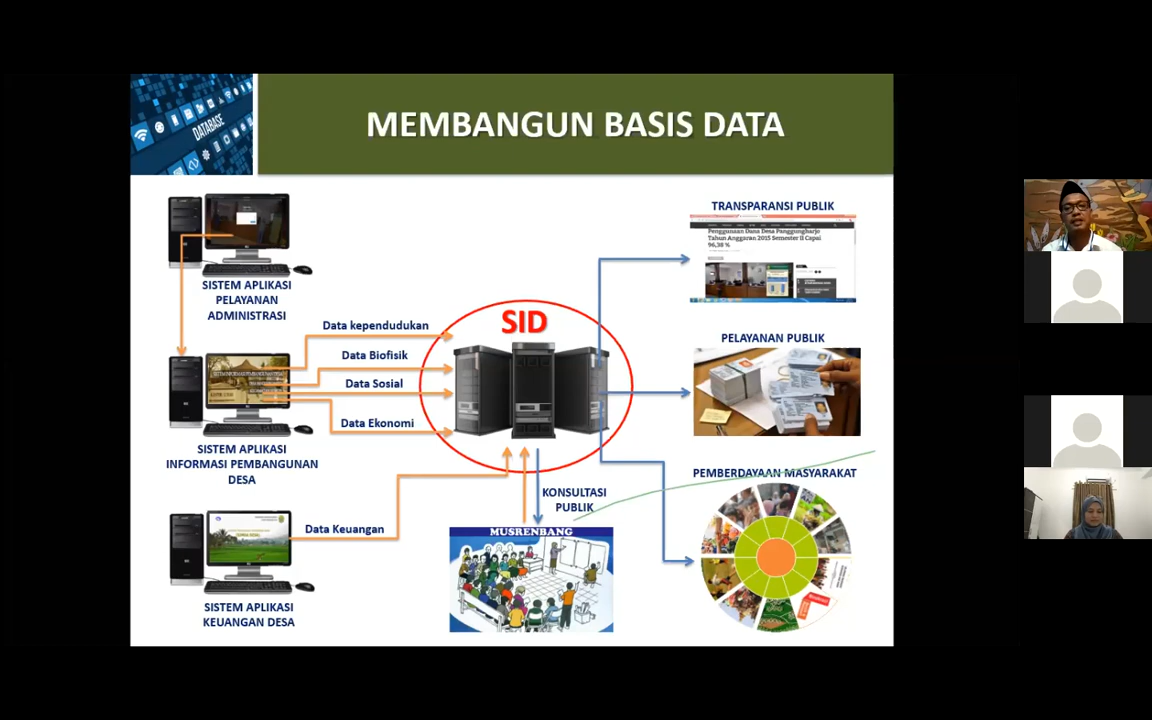 DATABASE
MEMBANGUN BASIS DATA
SISTEM APLIKASI
PELAYANAN
ADMINISTRASI
SISTEM APLIKASI
INFORMASI PEMBANGUNAN
DESA
SISTEM APLIKASI
KEUANGAN DESA
Data kependudukan
Data Biofisik
Data Sosial
Data Ekonomi
Data Keuangan
SID
KONSULTASI
PUBLIK
MUSRENBANG
TRANSPARANSI PUBLIK
Penggunaan Dana Desa Panggungharjo
Tahun Anggaran 2015 Semester II Capai
96,38 %
PELAYANAN PUBLIK
PEMBERDAYAAN MASYARAKAT